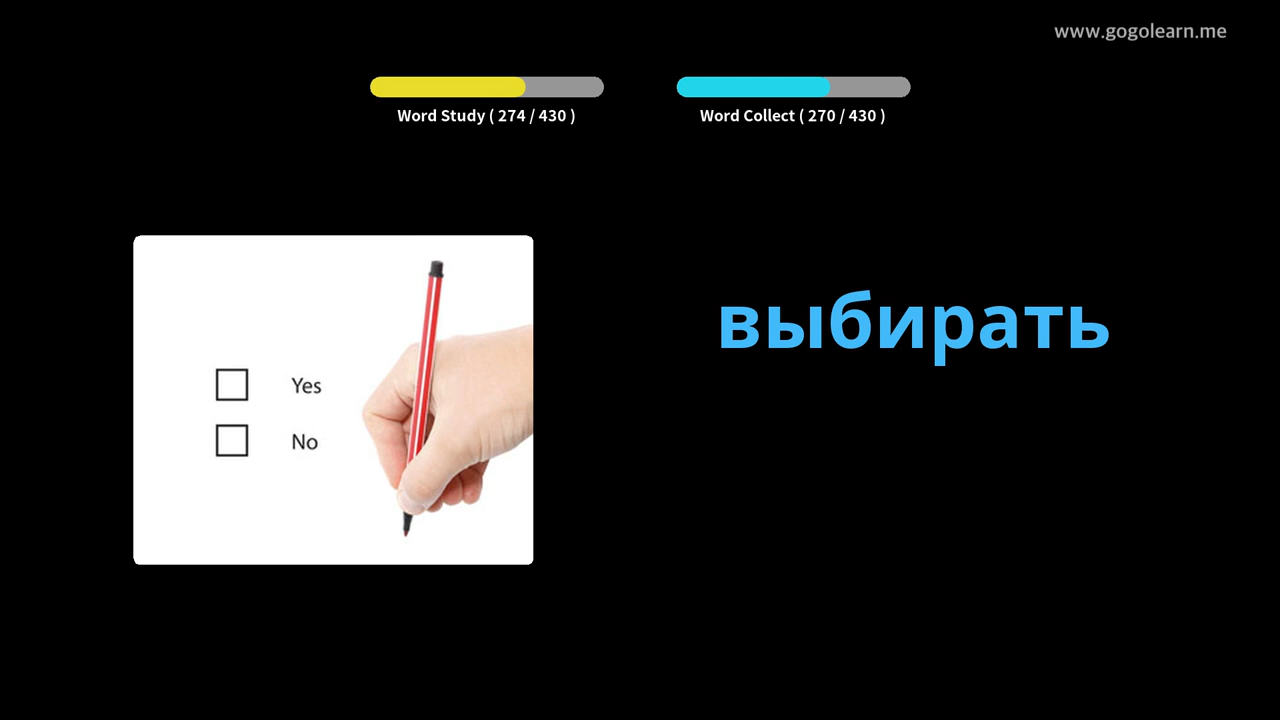 www.gogolearn.me
Word Study ( 274 / 430 )
Word Collect ( 270 / 430 )
выбирать
Yes
No